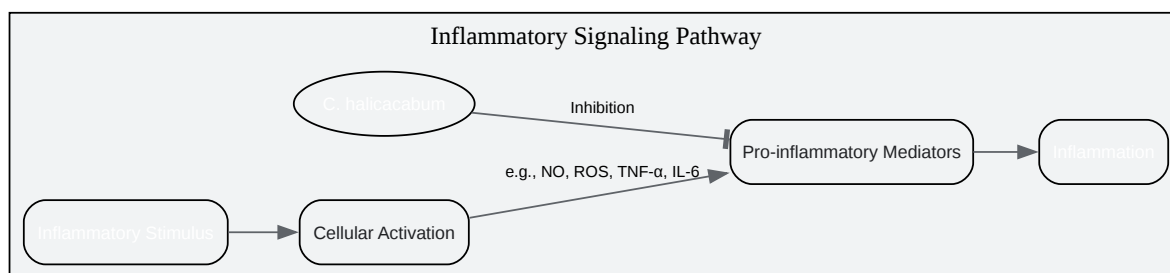 Inflammatory Signaling Pathway
C. halicacabum
Inhibition
Pro-inflammatory Mediators
Inflammation
e.g., NO, ROS, TNF-α, IL-6
Inflammatory Stimulus
Cellular Activation